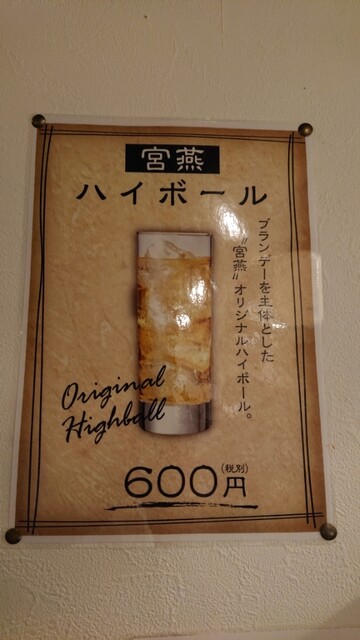 宮燕
ハイボール
ブランデーを主体とした
"宮燕"オリジナルハイボール。
Original
Highball
600円
(税別)